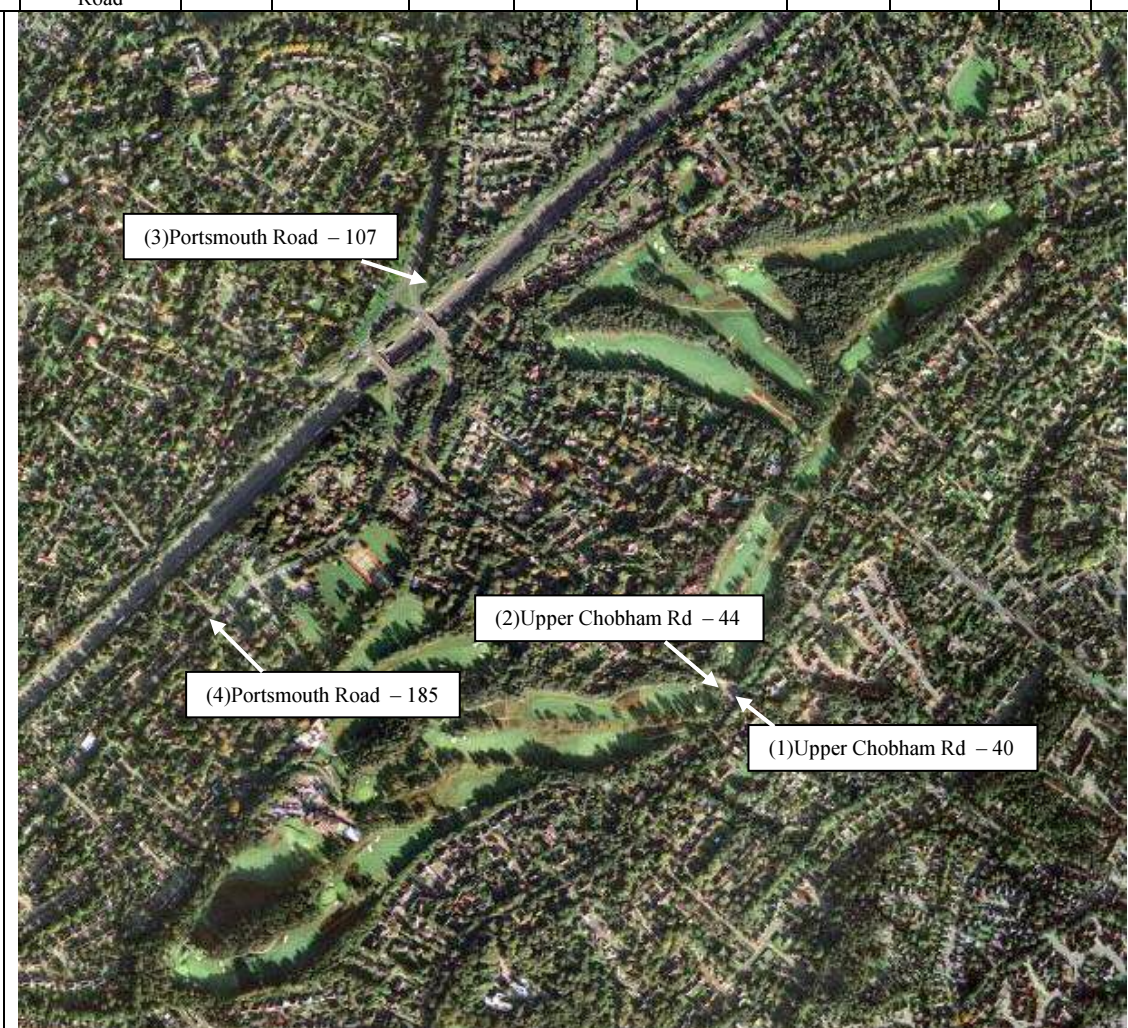 Road
(3)Portsmouth Road – 107
(2)Upper Chobham Rd – 44
(4)Portsmouth Road – 185
(1)Upper Chobham Rd – 40